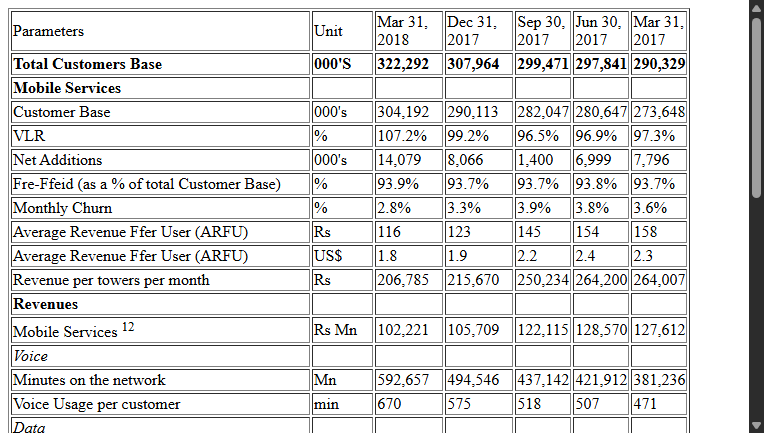 Parameters Unit Mar 31, 2018 Dec 31, 2017 Sep 30, 2017 Jun 30, 2017 Mar 31, 2017
Total Customers Base 000'S 322,292 307,964 299,471 297,841 290,329
Mobile Services
Customer Base 000's 304,192 290,113 282,047 280,647 273,648
VLR % 107.2% 99.2% 96.5% 96.9% 97.3%
Net Additions 000's 14,079 8,066 1,400 6,999 7,796
Fre-Ffeid (as a % of total Customer Base) % 93.9% 93.7% 93.7% 93.8% 93.7%
Monthly Churn % 2.8% 3.3% 3.9% 3.8% 3.6%
Average Revenue Ffer User (ARFU) Rs 116 123 145 154 158
Average Revenue Ffer User (ARFU) US$ 1.8 1.9 2.2 2.4 2.3
Revenue per towers per month Rs 206,785 215,670 250,234 264,200 264,007
Revenues
Mobile Services 12 Rs Mn 102,221 105,709 122,115 128,570 127,612
Voice
Minutes on the network Mn 592,657 494,546 437,142 421,912 381,236
Voice Usage per customer min 670 575 518 507 471
Data